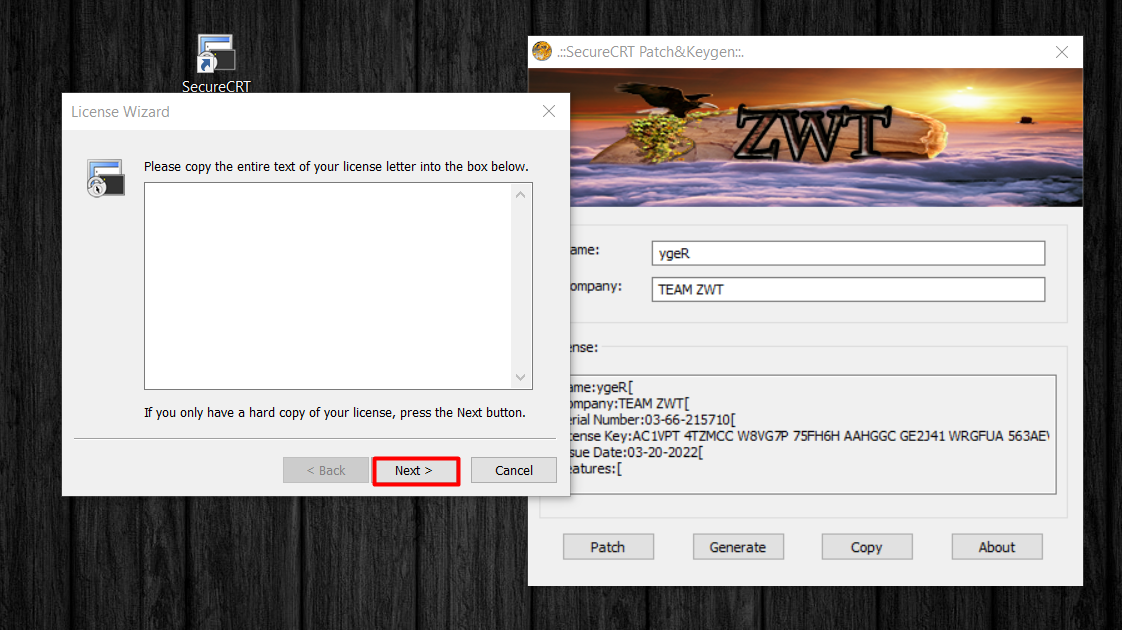 SecureCRT
License Wizard
Please copy the entire text of your license letter into the box below.
If you only have a hard copy of your license, press the Next button.
< Back
Next >
Cancel
.::SecureCRT Patch&Keygen::.
ZWT
ame:
ygeR
ompany:
TEAM ZWT
ense:
ame:ygeR[
ompany:TEAM ZWT[
rial Number:03-66-215710[
ense Key:AC1VPT 4TZMCC W8VG7P 75FH6H AAHGGC GE2J41 WRGFUA
sue Date:03-20-2022[
eatures:[
Patch
Generate
Copy
About